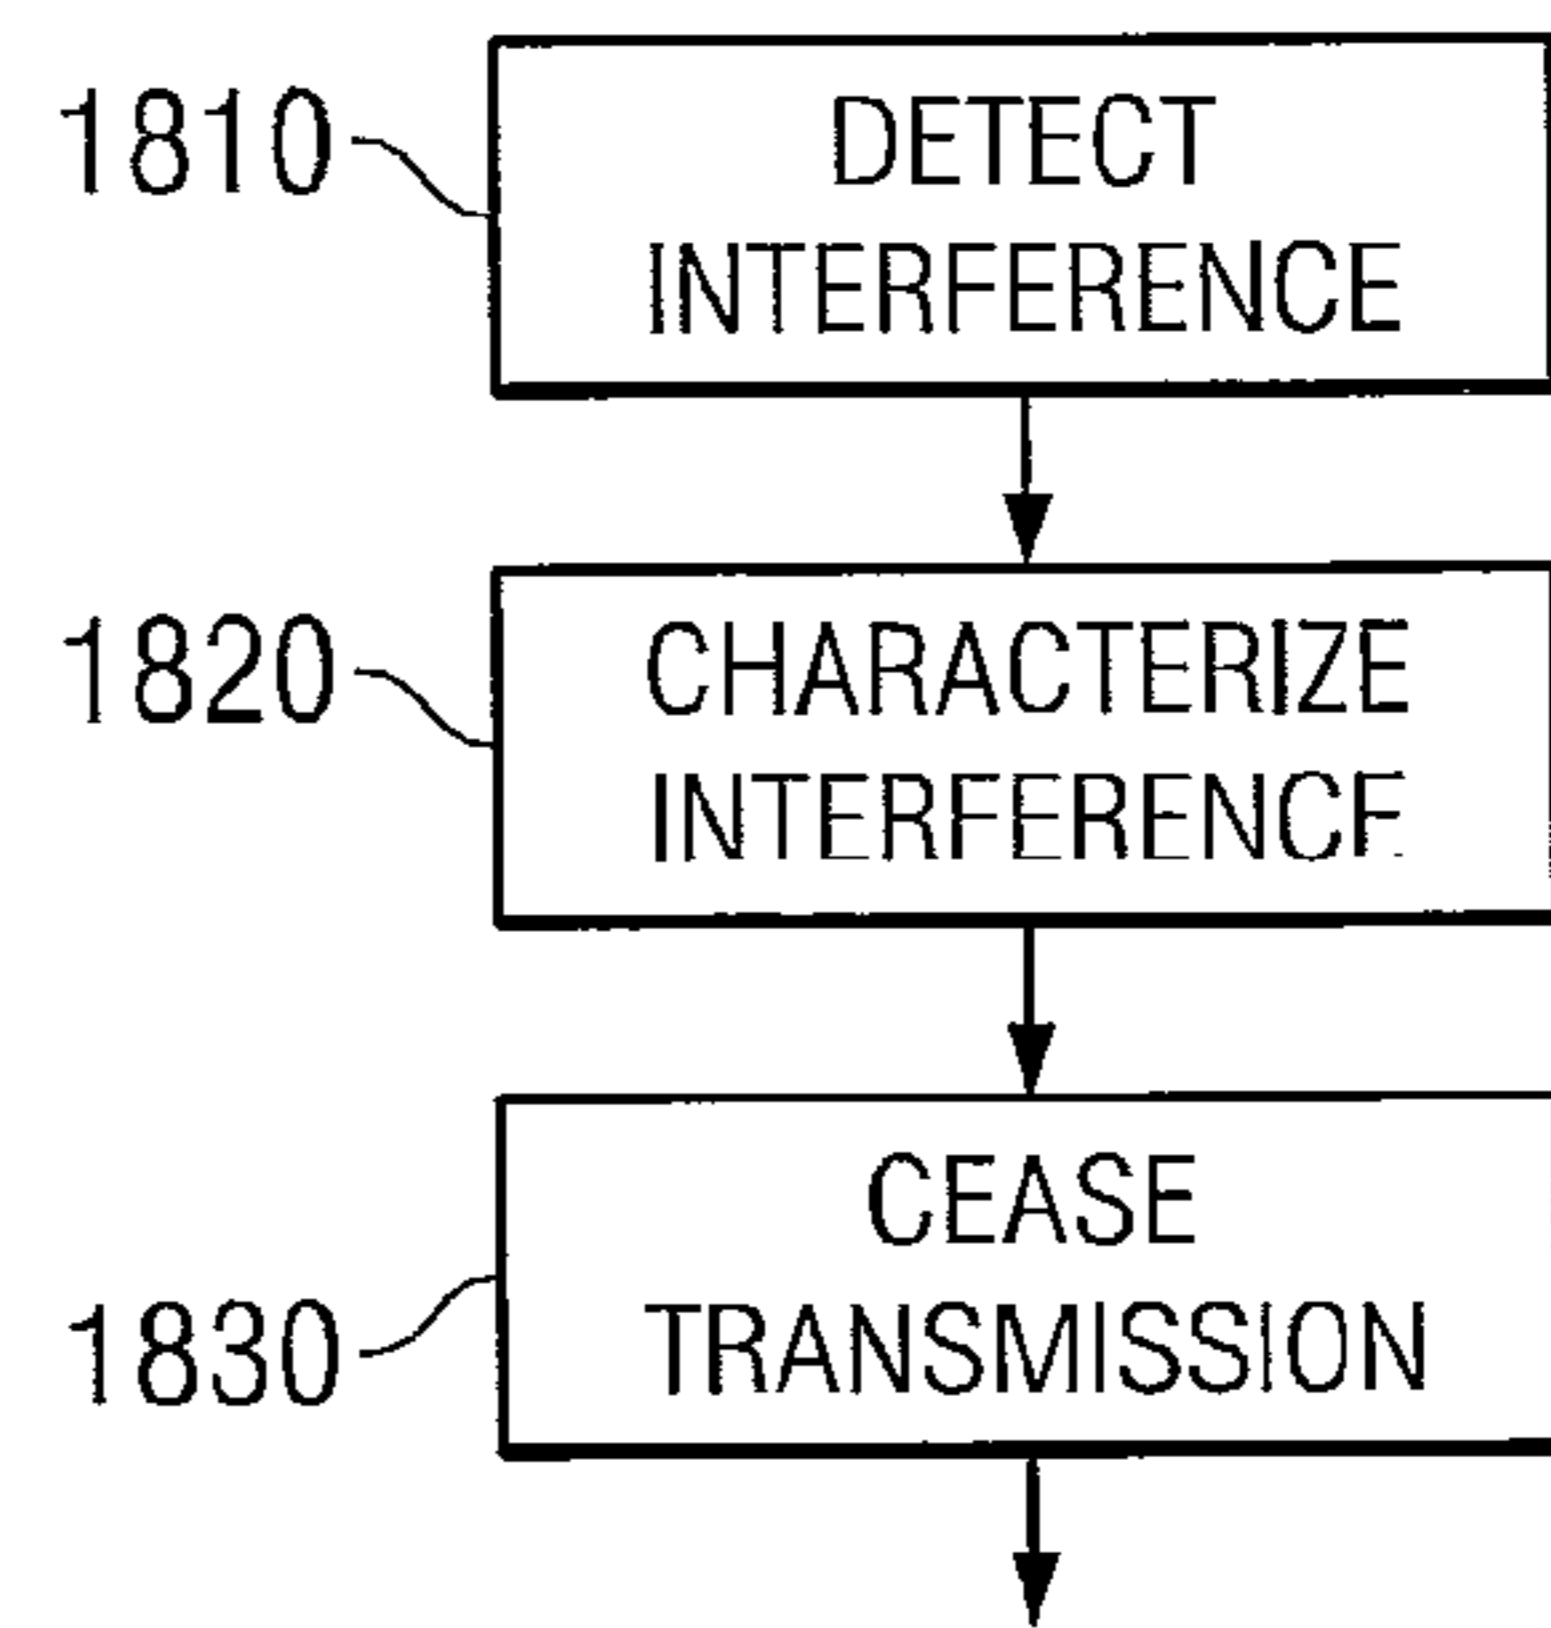 1810
DETECT
INTERFERENCE
1820
CHARACTERIZE
INTERFERENCE
1830
CEASE
TRANSMISSION